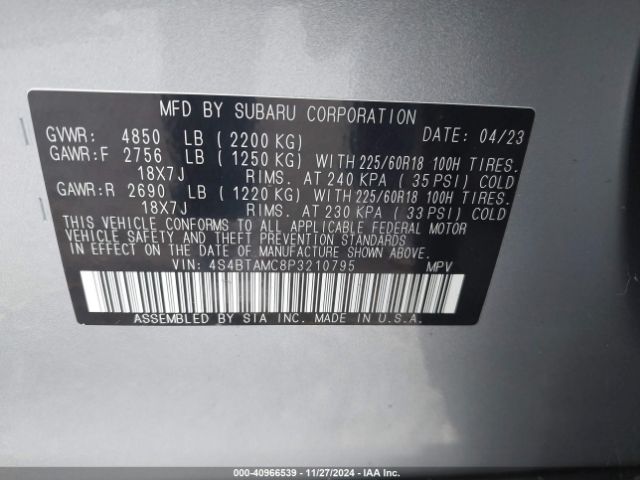 MFD BY SUBARU CORPORATION
GVWR: 4850 LB ( 2200 KG) DATE: 04/23
GAWR:F 2756 LB ( 1250 KG) WITH 225/60R18 100H TIRES.
18X7J RIMS. AT 240 KPA ( 35 PSI) COLD
GAWR:R 2690 LB ( 1220 KG) WITH 225/60R18 100H TIRES.
18X7J RIMS. AT 230 KPA ( 33 PSI) COLD
THIS VEHICLE CONFORMS TO ALL APPLICABLE FEDERAL MOTOR
VEHICLE SAFETY AND THEFT PREVENTION STANDARDS
IN EFFECT ON THE DATE OF MANUFACTURE SHOWN ABOVE.
VIN: 4S4BTAMC8P3210795 MPV
ASSEMBLED BY SIA INC. MADE IN U.S.A.
000-40966539 - 11/27/2024 - IAA Inc.